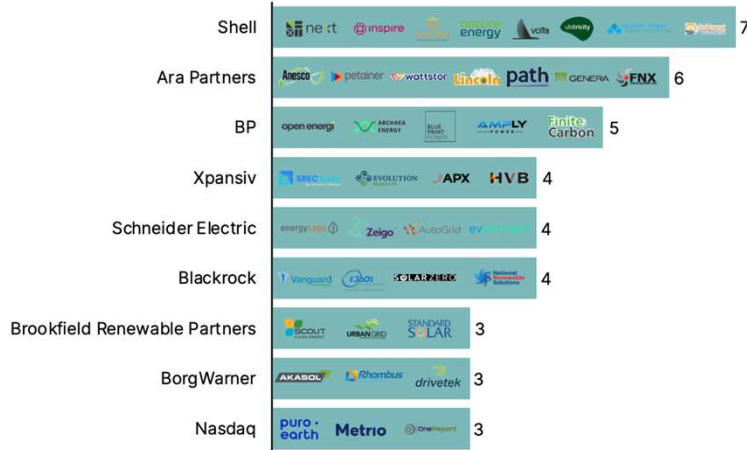 Shell
next
inspire
nature
energy
volta
ubitricity
7
Ara Partners
Anesco
petainer
wattstor
Lincoln
path
GENERA
FNX
6
BP
open energi
ARCHAEA
ENERGY
BLUE
PRINT
POWER
AMPLY
POWER
Finite
Carbon
5
Xpansiv
SRECTrade
EVOLUTION
MARKETS
APX
HVB
4
Schneider Electric
energysage
Zeigo
AutoGrid
4
Blackrock
Vanguard
SOLARZERO
National
Renewable
Solutions
4
Brookfield Renewable Partners
SCOUT
CLEAN ENERGY
URBANGRID
STANDARD
SOLAR
3
BorgWarner
AKASOL
Rhombus
drivetek
3
Nasdaq
puro·
earth
Metrio
OneReport
3